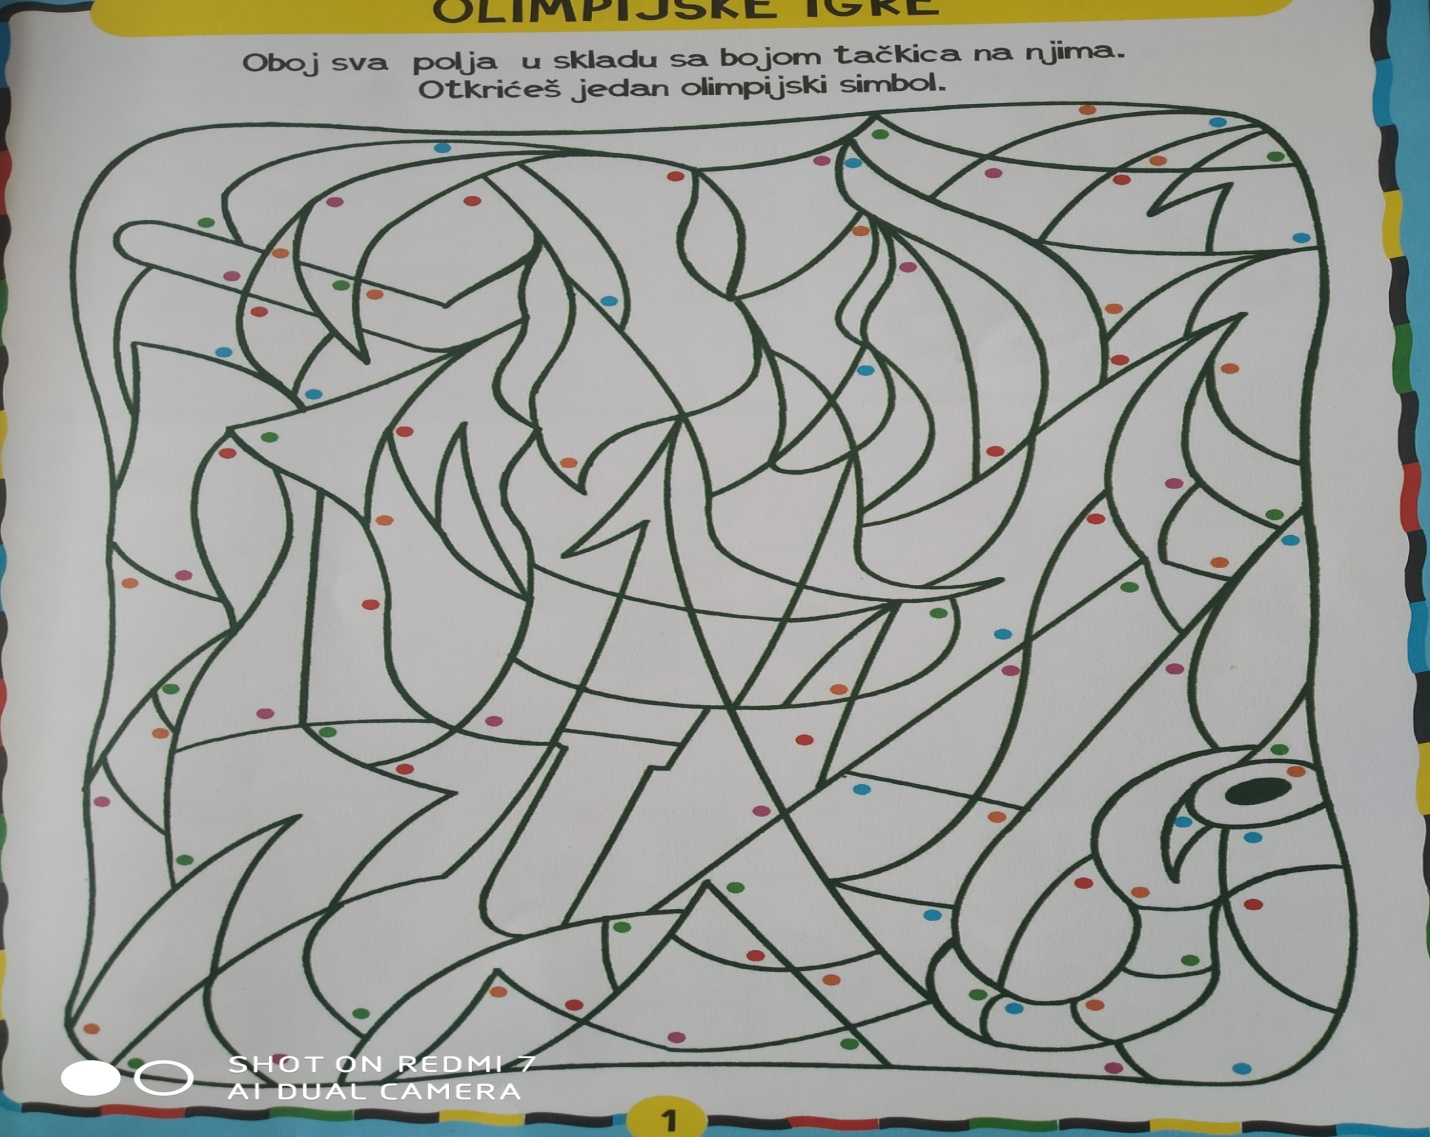 OLIMPIJSKE IGRE
Oboj sva polja u skladu sa bojom tačkica na njima.
Otkrićeš jedan olimpijski simbol.
SHOT ON REDMI 7
AI DUAL CAMERA
1